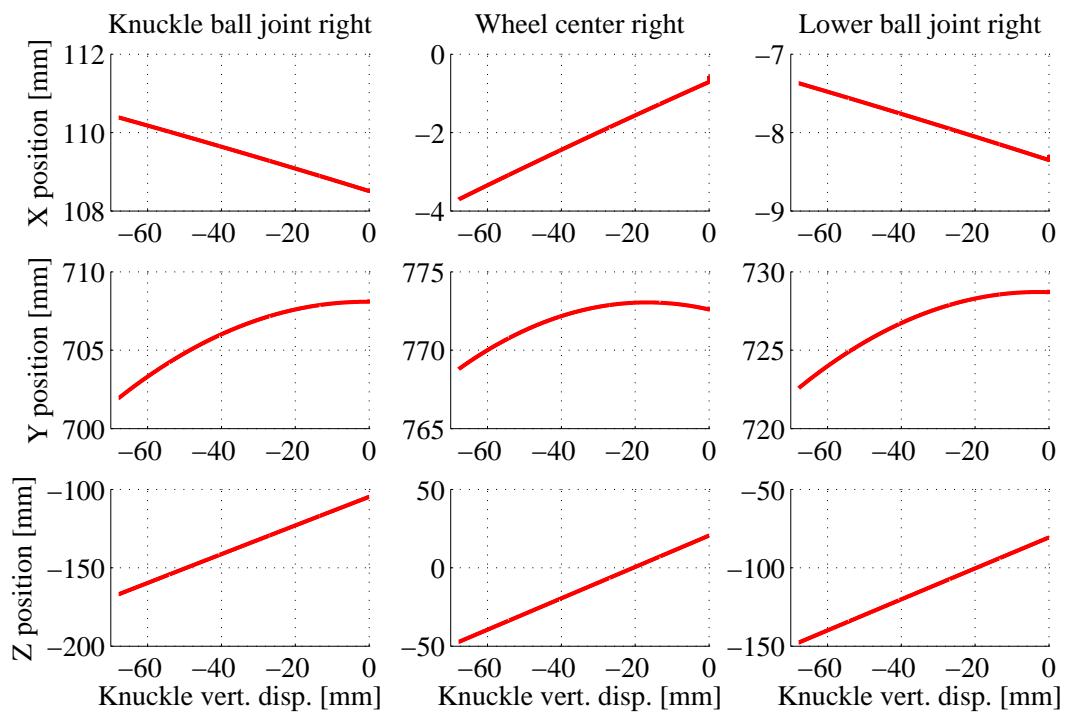 Knuckle ball joint right Wheel center right Lower ball joint right
X position [mm]
112
110
108
−60 −40 −20 0
0
−2
−4
−60 −40 −20 0
−7
−8
−9
−60 −40 −20 0
Y position [mm]
710
705
700
−60 −40 −20 0
775
770
765
−60 −40 −20 0
730
725
720
−60 −40 −20 0
Z position [mm]
−100
−150
−200
−60 −40 −20 0
Knuckle vert. disp. [mm]
50
0
−50
−60 −40 −20 0
Knuckle vert. disp. [mm]
−50
−100
−150
−60 −40 −20 0
Knuckle vert. disp. [mm]